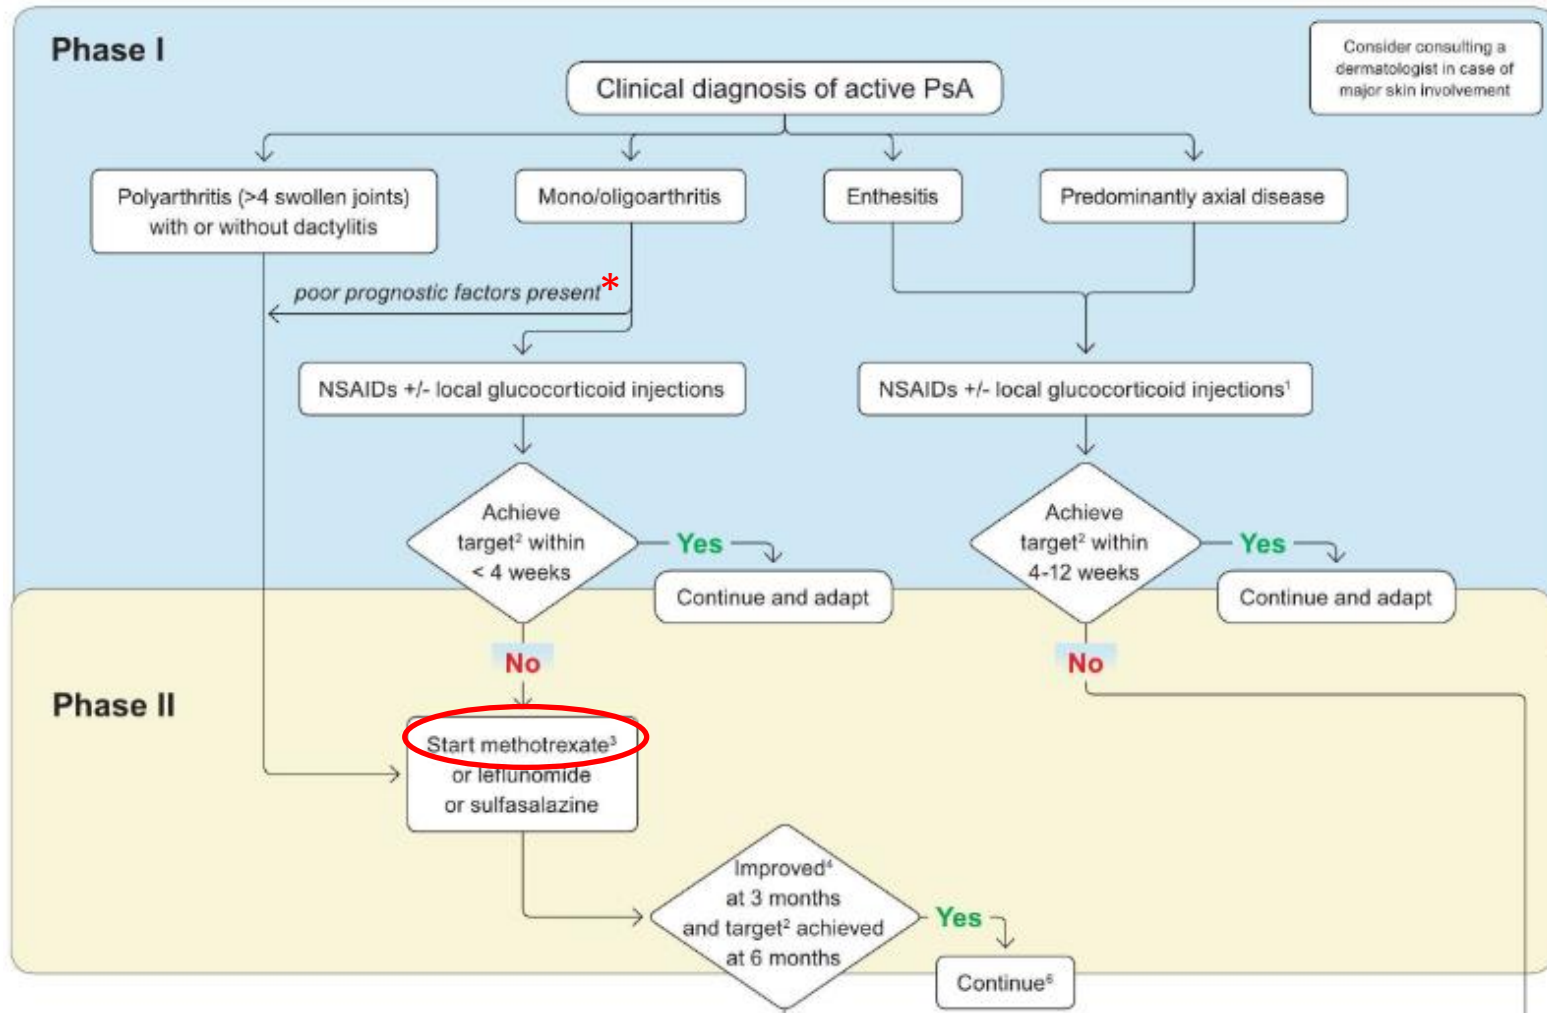 Phase I
Consider consulting a
dermatologist in case of
major skin involvement
Clinical diagnosis of active PsA
Polyarthritis (>4 swollen joints)
with or without dactylitis
Mono/oligoarthritis
Enthesitis
Predominantly axial disease
poor prognostic factors present*
NSAIDs +/- local glucocorticoid injections
NSAIDs +/- local glucocorticoid injections¹
Achieve
target² within
< 4 weeks
Yes
Continue and adapt
Achieve
target² within
4-12 weeks
Yes
Continue and adapt
No
No
Phase II
Start methotrexate³
or leflunomide
or sulfasalazine
Improved⁴
at 3 months
and target² achieved
at 6 months
Yes
Continue⁶